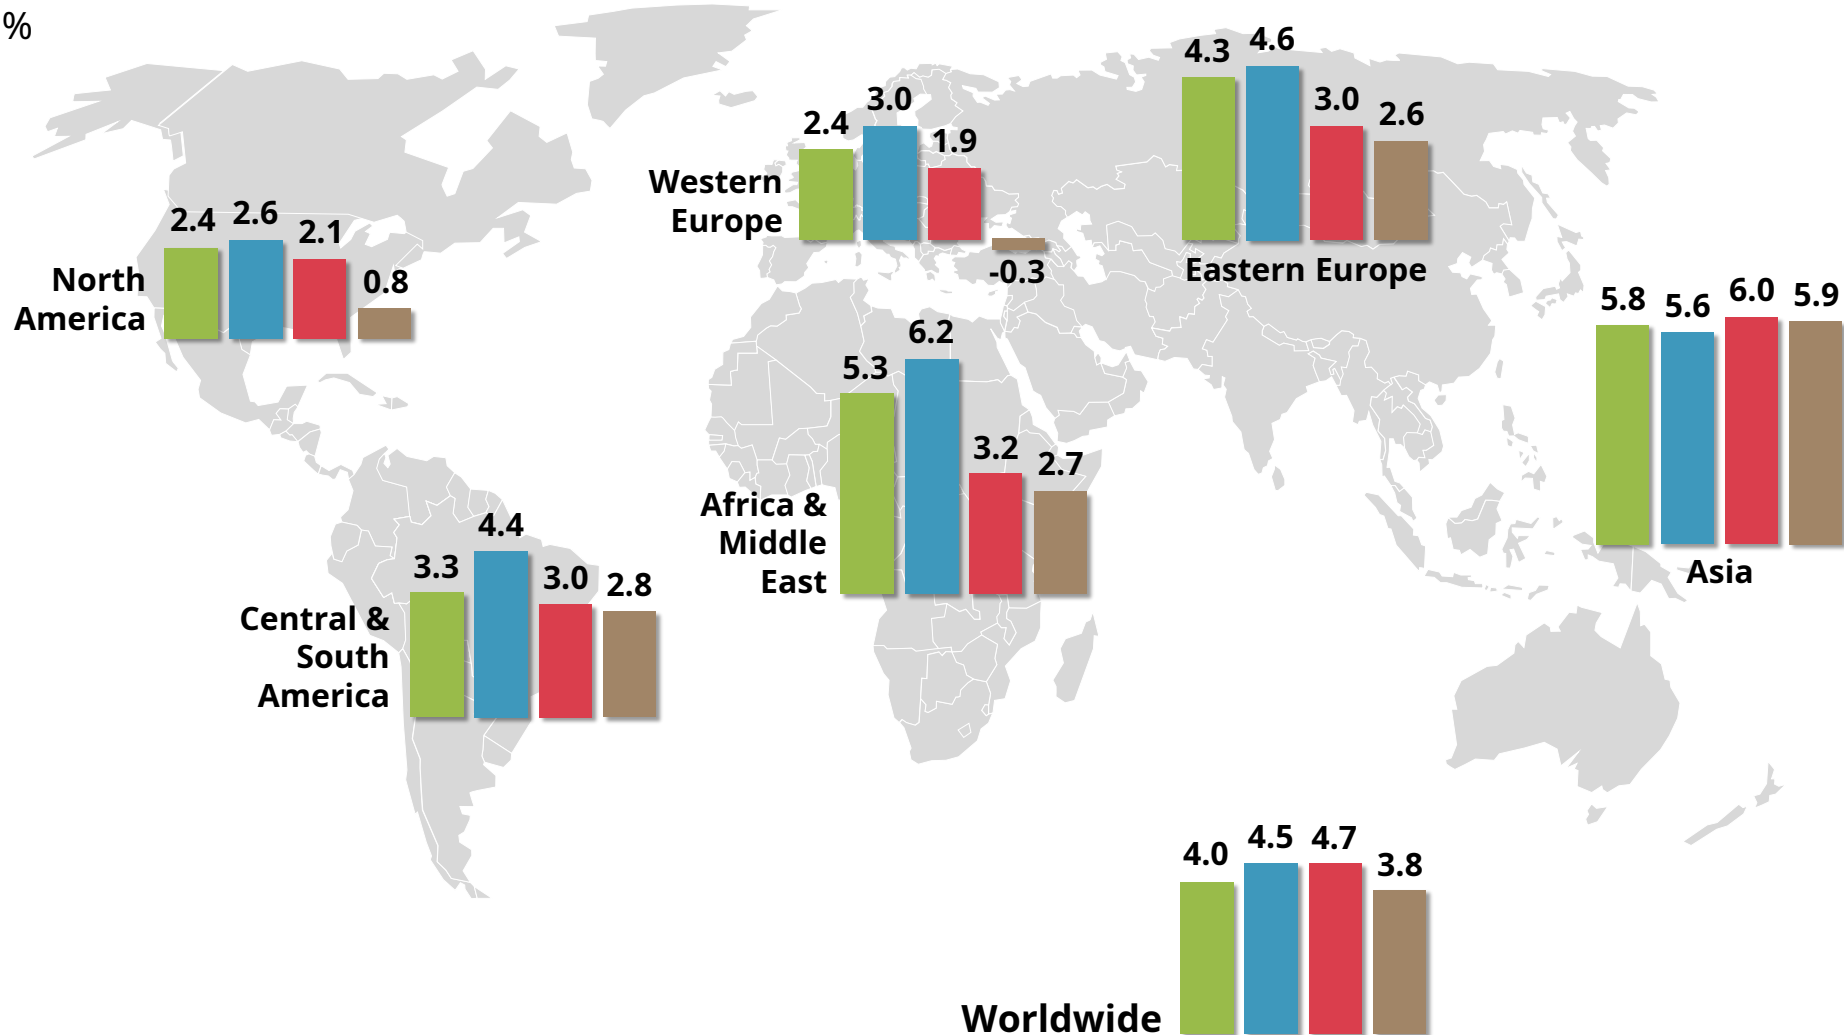 %
4.3 4.6 3.0 2.6
Eastern Europe
2.4 3.0 1.9 -0.3
Western
Europe
2.4 2.6 2.1 0.8
North
America
5.8 5.6 6.0 5.9
Asia
5.3 6.2 3.2 2.7
Africa &
Middle
East
3.3 4.4 3.0 2.8
Central &
South
America
4.0 4.5 4.7 3.8
Worldwide